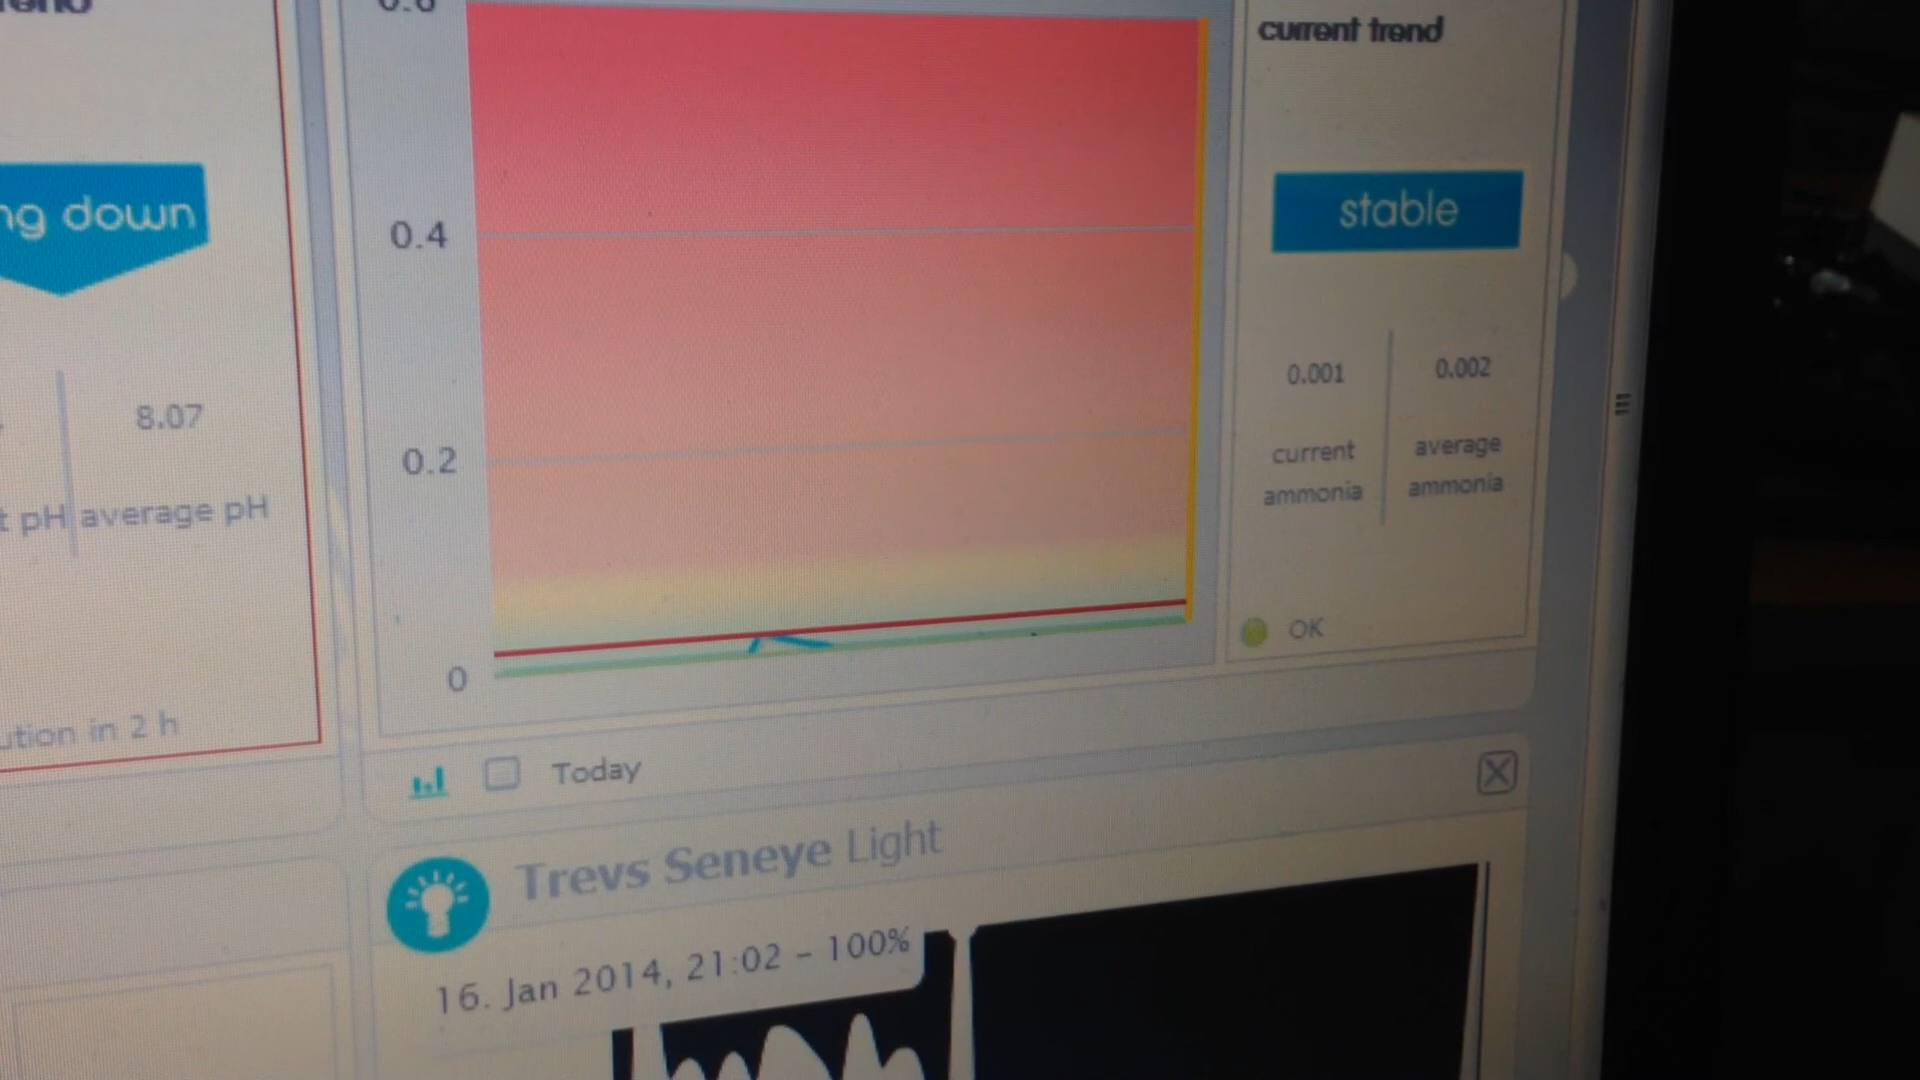 current trend
ng down
stable
0.4
0.2
0
8.07
t pH average pH
ution in 2 h
0.001
0.002
current
ammonia
average
ammonia
OK
Today
Trevs Seneye Light
16. Jan 2014, 21:02 - 100%